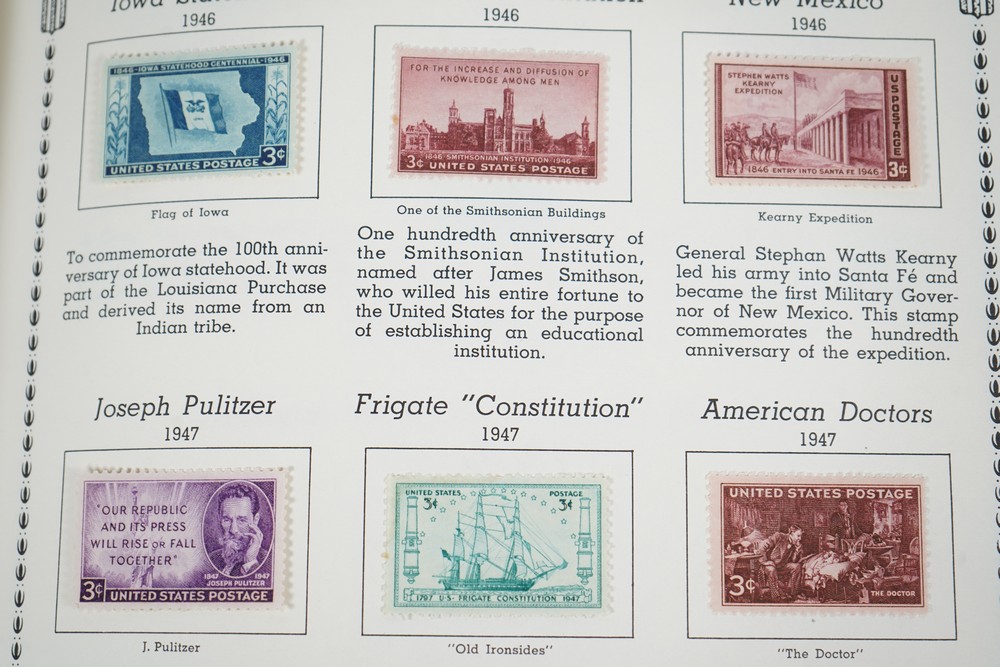 1946
1946-IOWA STATEHOOD CENTENNIAL-1946
UNITED STATES POSTAGE 3¢
Flag of Iowa
To commemorate the 100th anni-
versary of Iowa statehood. It was
part of the Louisiana Purchase
and derived its name from an
Indian tribe.
1946
FOR THE INCREASE AND DIFFUSION OF
KNOWLEDGE AMONG MEN
1846-SMITHSONIAN INSTITUTION-1946
3¢ UNITED STATES POSTAGE
One of the Smithsonian Buildings
One hundredth anniversary of
the Smithsonian Institution,
named after James Smithson,
who willed his entire fortune to
the United States for the purpose
of establishing an educational
institution.
New Mexico
1946
STEPHEN WATTS
KEARNY
EXPEDITION
U.S. POSTAGE
1846 ENTRY INTO SANTA FE 1946
3¢
Kearny Expedition
General Stephan Watts Kearny
led his army into Santa Fé and
became the first Military Gover-
nor of New Mexico. This stamp
commemorates the hundredth
anniversary of the expedition.
Joseph Pulitzer
1947
"OUR REPUBLIC
AND ITS PRESS
WILL RISE OR FALL
TOGETHER"
1847 1947
JOSEPH PULITZER
3¢ UNITED STATES POSTAGE
J. Pulitzer
Frigate "Constitution"
1947
UNITED STATES POSTAGE
3¢ 3¢
1797 U·S· FRIGATE CONSTITUTION 1947
"Old Ironsides"
American Doctors
1947
UNITED STATES POSTAGE
3¢
THE DOCTOR
"The Doctor"